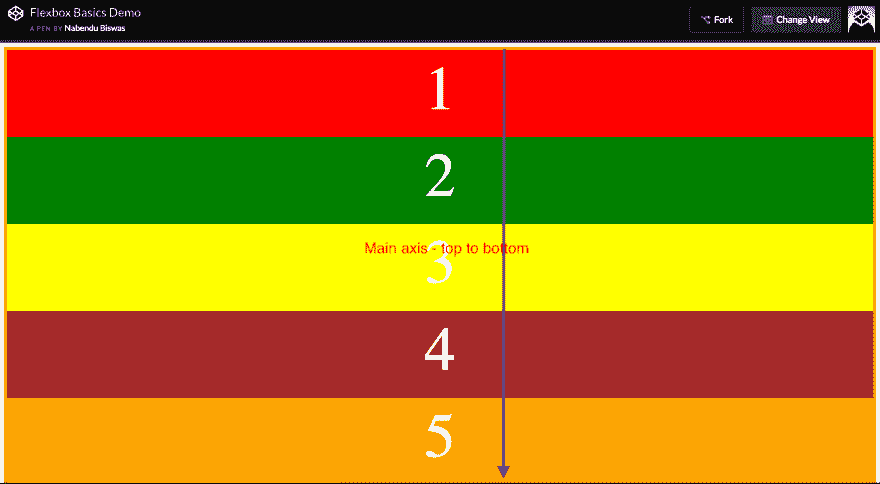 Flexbox Basics Demo
A PEN BY Nabendu Biswas
Fork
Change View
1
2
Main axis - top to bottom
3
4
5